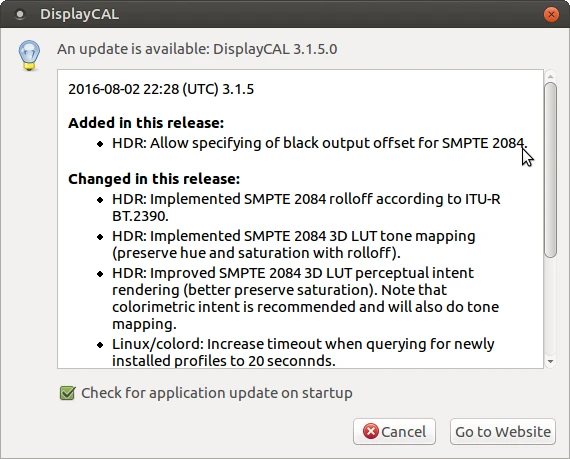 DisplayCAL
An update is available: DisplayCAL 3.1.5.0
2016-08-02 22:28 (UTC) 3.1.5
Added in this release:
• HDR: Allow specifying of black output offset for SMPTE 2084.
Changed in this release:
• HDR: Implemented SMPTE 2084 rolloff according to ITU-R
BT.2390.
• HDR: Implemented SMPTE 2084 3D LUT tone mapping
(preserve hue and saturation with rolloff).
• HDR: Improved SMPTE 2084 3D LUT perceptual intent
rendering (better preserve saturation). Note that
colorimetric intent is recommended and will also do tone
mapping.
• Linux/colord: Increase timeout when querying for newly
installed profiles to 20 seconnds.
Check for application update on startup
Cancel
Go to Website